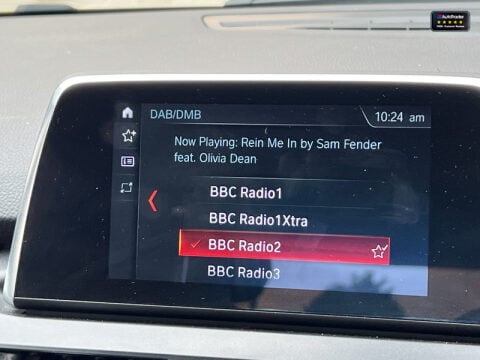 AutoTrader
DAB/DMB
10:24 am
Now Playing: Rein Me In by Sam Fender
feat. Olivia Dean
BBC Radio1
BBC Radio1Xtra
BBC Radio2
BBC Radio3